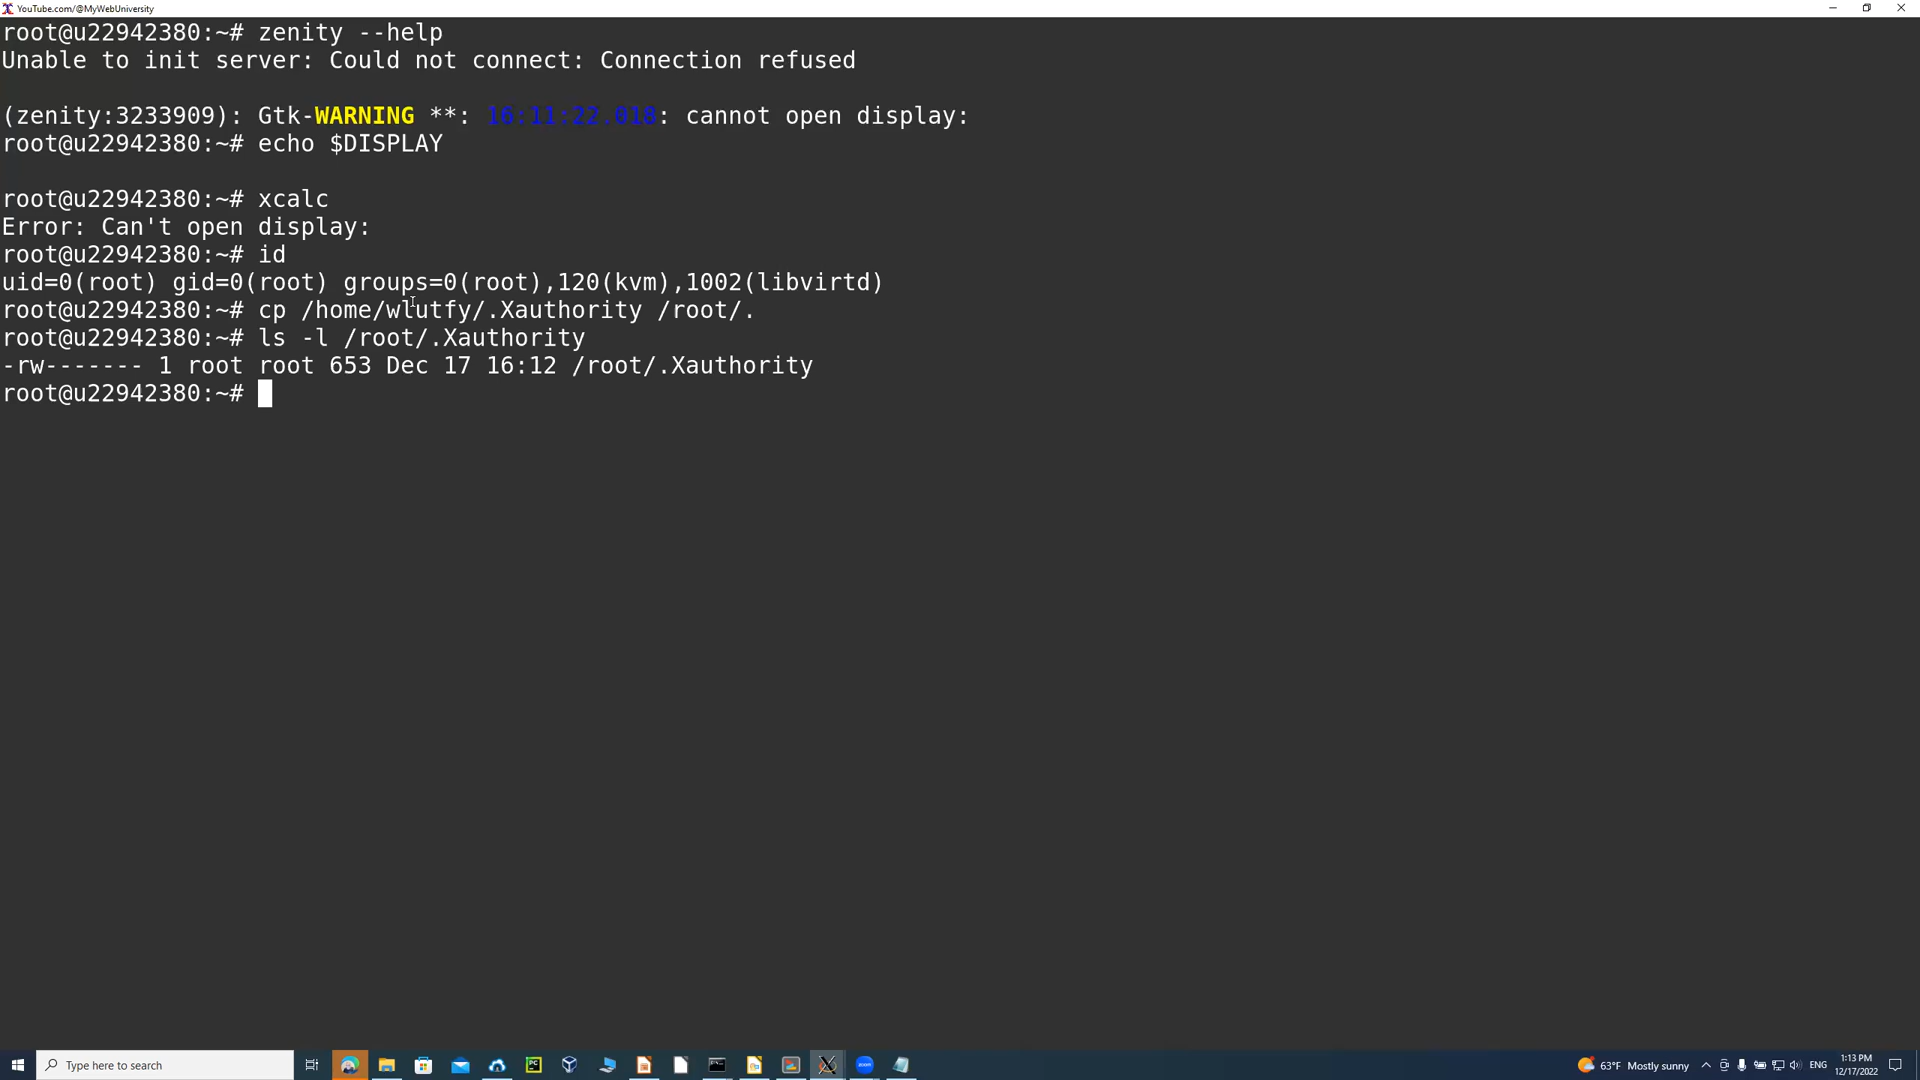 YouTube.com/@MyWebUniversity
root@u22942380:~# zenity --help
Unable to init server: Could not connect: Connection refused
(zenity:3233909): Gtk-WARNING **: 16:11:22.018: cannot open display:
root@u22942380:~# echo $DISPLAY
root@u22942380:~# xcalc
Error: Can't open display:
root@u22942380:~# id
uid=0(root) gid=0(root) groups=0(root),120(kvm),1002(libvirtd)
root@u22942380:~# cp /home/wlutfy/.Xauthority /root/.
root@u22942380:~# ls -l /root/.Xauthority
-rw------- 1 root root 653 Dec 17 16:12 /root/.Xauthority
root@u22942380:~#
Type here to search
63°F Mostly sunny
ENG
1:13 PM
12/17/2022